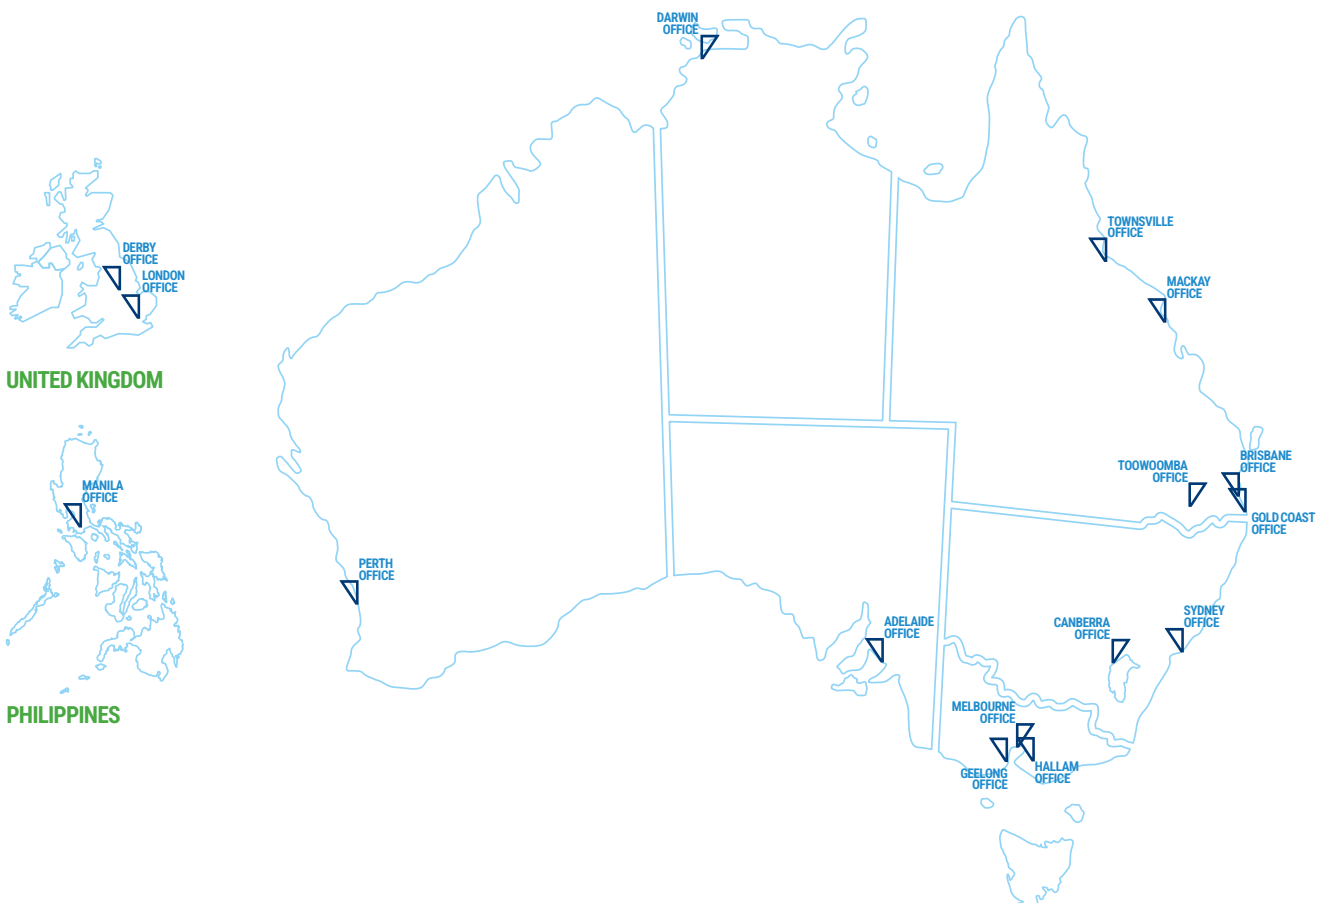 DARWIN
OFFICE
DERBY
OFFICE
LONDON
OFFICE
UNITED KINGDOM
MANILA
OFFICE
PHILIPPINES
TOWNSVILLE
OFFICE
MACKAY
OFFICE
TOOWOOMBA
OFFICE
BRISBANE
OFFICE
GOLD COAST
OFFICE
PERTH
OFFICE
ADELAIDE
OFFICE
CANBERRA
OFFICE
SYDNEY
OFFICE
MELBOURNE
OFFICE
GEELONG
OFFICE
HALLAM
OFFICE